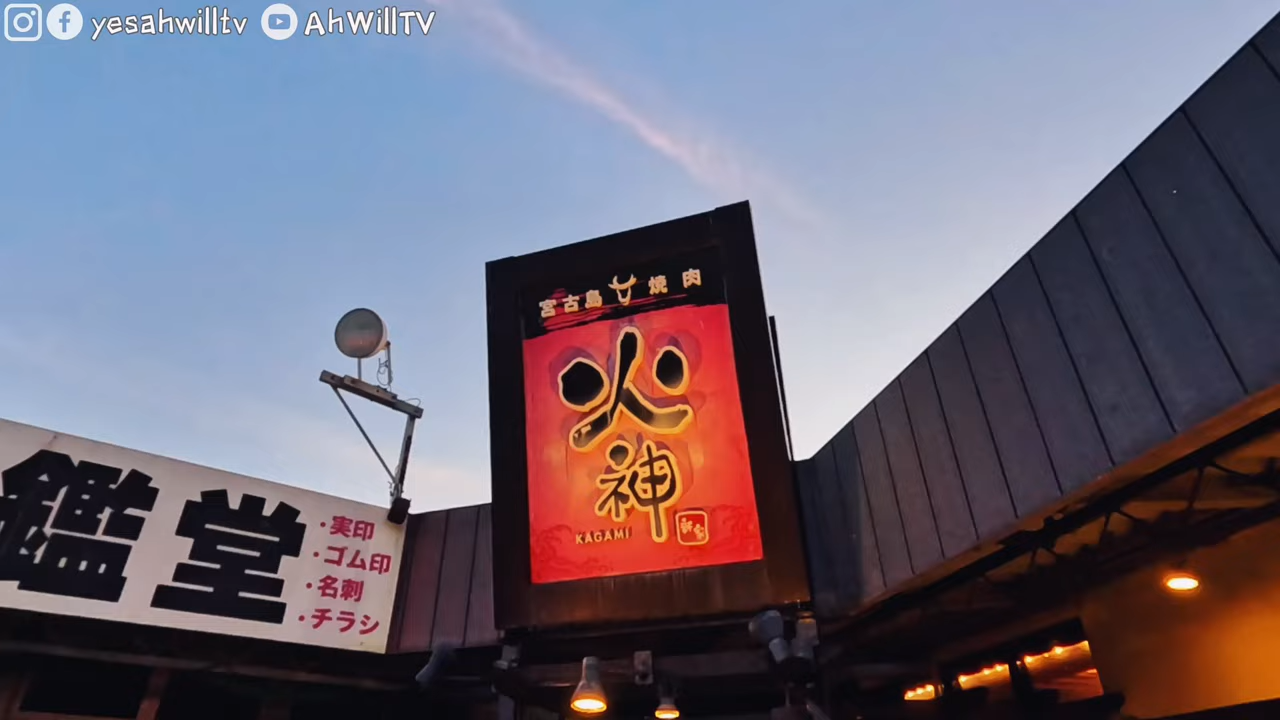 yesahwilltv AhWillTV
宮古島 焼肉
火神
KAGAMI
鑑堂
・実印
・ゴム印
・名刺
・チラシ